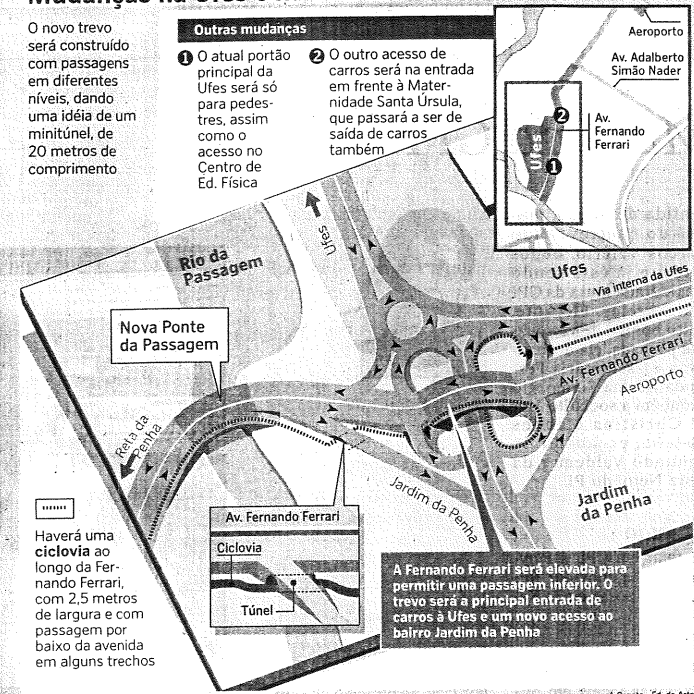 Mudanças na Ufes
O novo trevo
será construído
com passagens
em diferentes
níveis, dando
uma idéia de um
minitúnel, de
20 metros de
comprimento
Outras mudanças
1 O atual portão
principal da
Ufes será só
para pedes-
tres, assim
como o
acesso no
Centro de
Ed. Física
2 O outro acesso de
carros será na entrada
em frente à Mater-
nidade Santa Úrsula,
que passará a ser de
saída de carros
também
Aeroporto
Av. Adalberto
Simão Nader
Av.
Fernando
Ferrari
Ufes
1
2
Ufes
Rio da
Passagem
Ufes
Via interna da Ufes
Nova Ponte
da Passagem
Av. Fernando Ferrari
Aeroporto
Reta da
Penha
Jardim da Penha
Jardim
da Penha
Haverá uma
ciclovia ao
longo da Fer-
nando Ferrari,
com 2,5 metros
de largura e com
passagem por
baixo da avenida
em alguns trechos
Av. Fernando Ferrari
Ciclovia
Túnel
A Fernando Ferrari será elevada para
permitir uma passagem inferior. O
trevo será a principal entrada de
carros à Ufes e um novo acesso ao
bairro Jardim da Penha